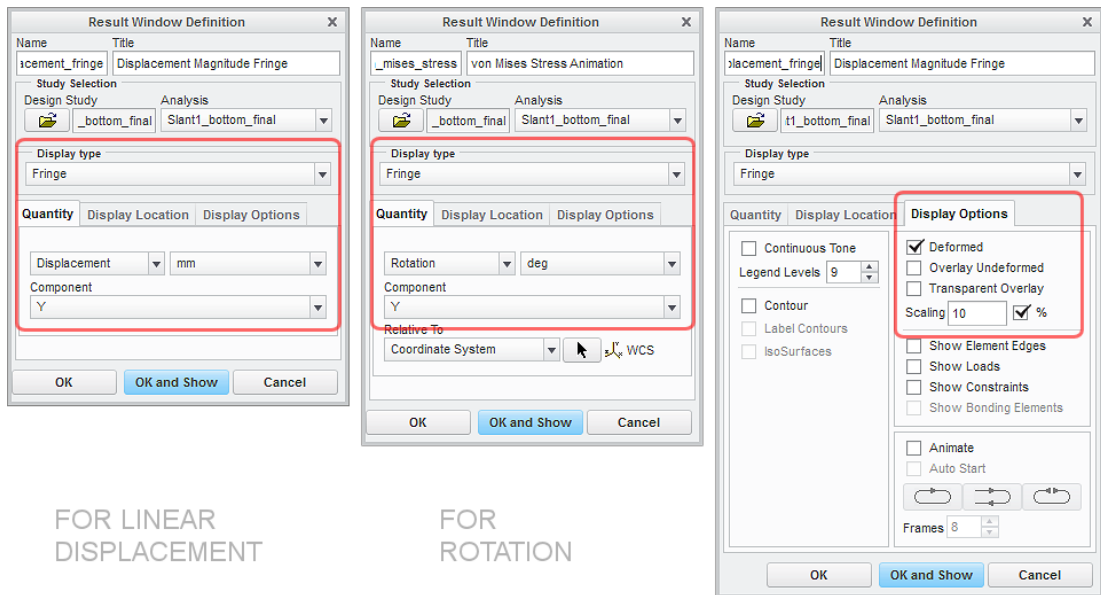 Result Window Definition
Name Title
acement_fringe Displacement Magnitude Fringe
Study Selection
Design Study Analysis
_bottom_final Slant1_bottom_final
Display type
Fringe
Quantity Display Location Display Options
Displacement mm
Component
Y
OK OK and Show Cancel
FOR LINEAR
DISPLACEMENT
Result Window Definition
Name Title
_mises_stress von Mises Stress Animation
Study Selection
Design Study Analysis
_bottom_final Slant1_bottom_final
Display type
Fringe
Quantity Display Location Display Options
Rotation deg
Component
Y
Relative To
Coordinate System WCS
OK OK and Show Cancel
FOR
ROTATION
Result Window Definition
Name Title
placement_fringe Displacement Magnitude Fringe
Study Selection
Design Study Analysis
t1_bottom_final Slant1_bottom_final
Display type
Fringe
Quantity Display Location Display Options
Continuous Tone
Legend Levels 9
Contour
Label Contours
IsoSurfaces
Deformed
Overlay Undeformed
Transparent Overlay
Scaling 10 %
Show Element Edges
Show Loads
Show Constraints
Show Bonding Elements
Animate
Auto Start
Frames 8
OK OK and Show Cancel